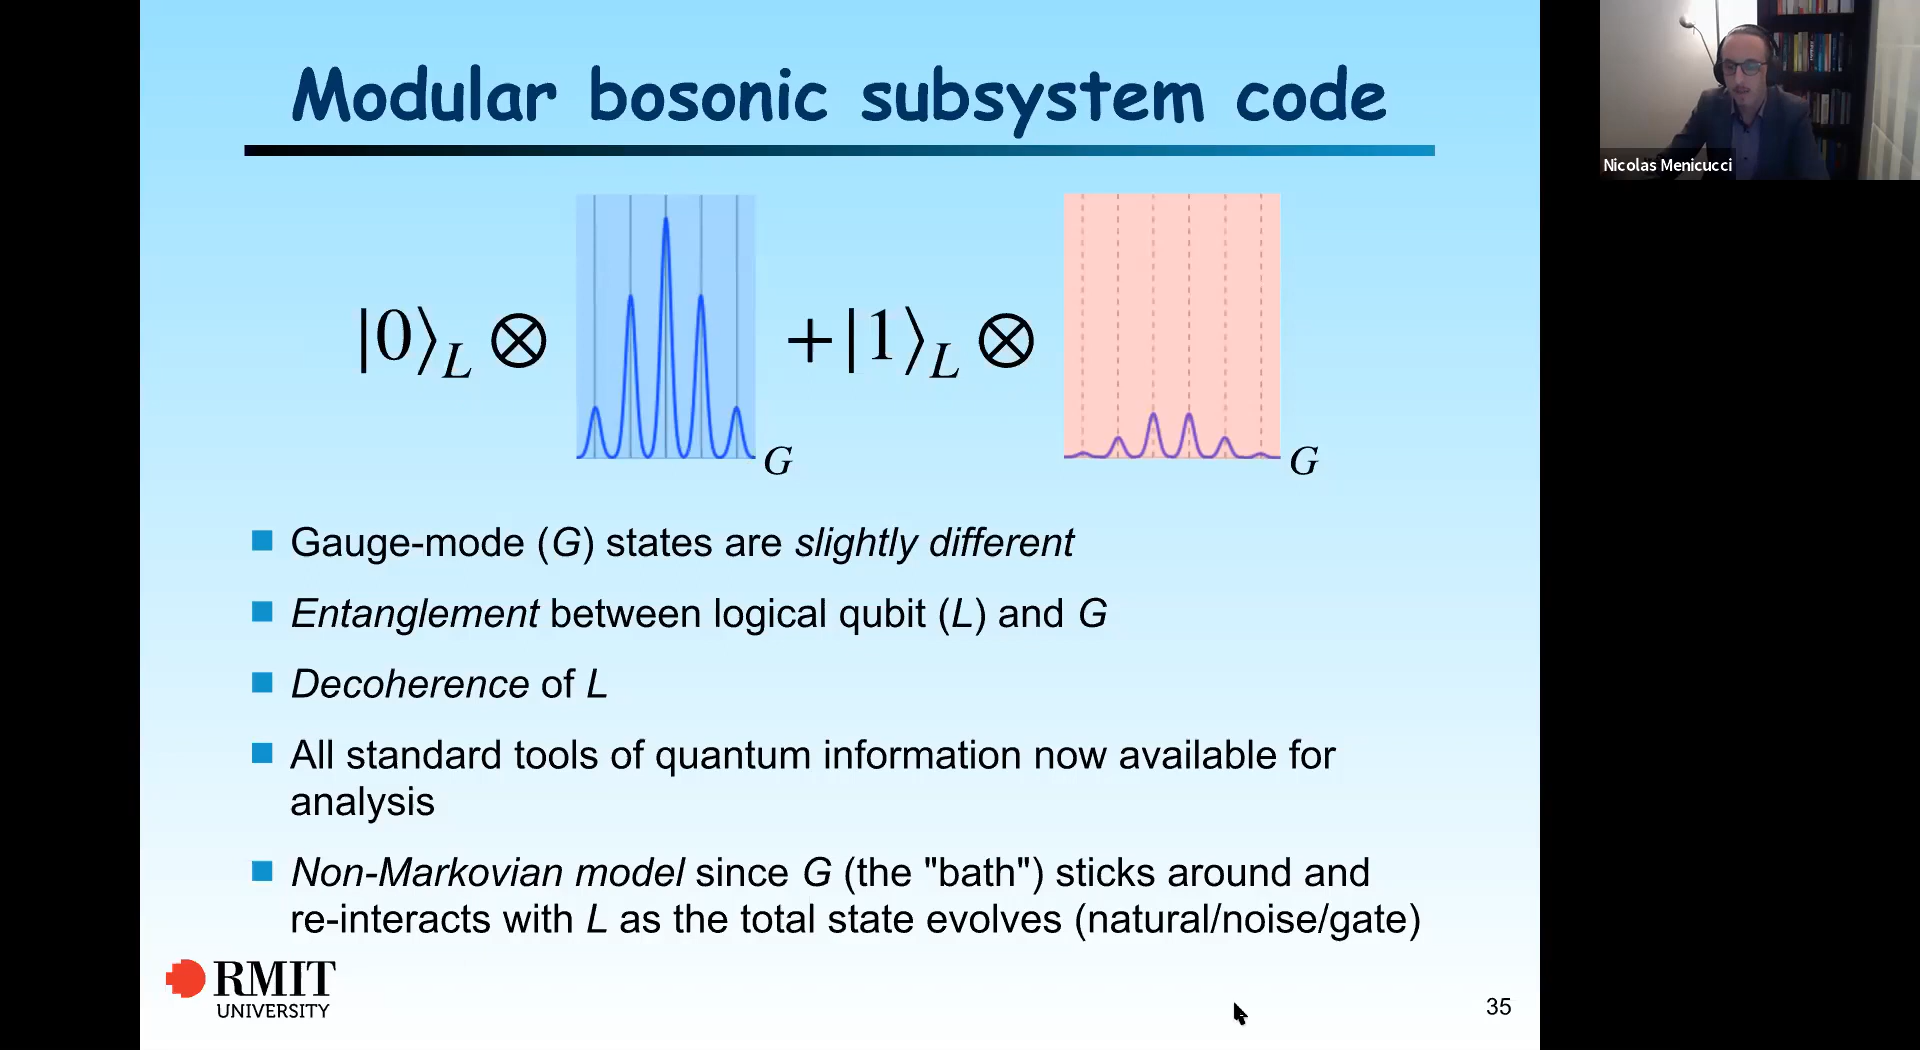 Modular bosonic subsystem code
|0⟩L ⊗ G +|1⟩L ⊗ G
Gauge-mode (G) states are slightly different
Entanglement between logical qubit (L) and G
Decoherence of L
All standard tools of quantum information now available for
analysis
Non-Markovian model since G (the "bath") sticks around and
re-interacts with L as the total state evolves (natural/noise/gate)
RMIT
UNIVERSITY
35
Nicolas Menicucci